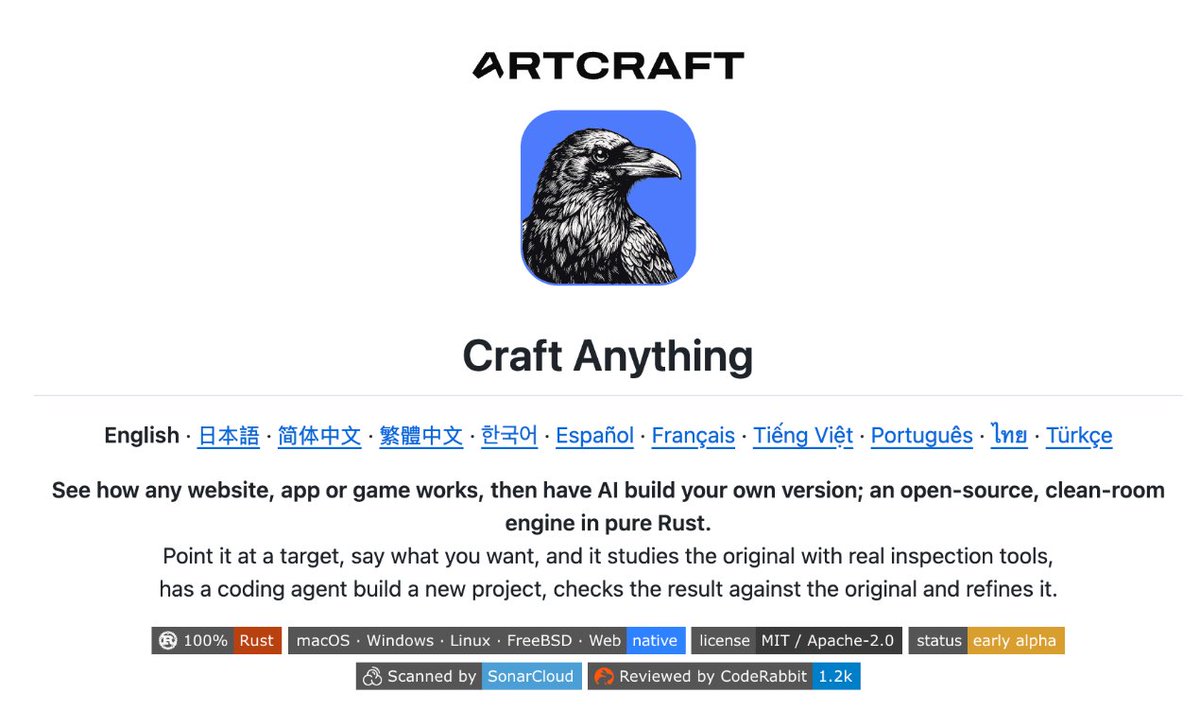 ARTCRAFT
Craft Anything
English · 日本語 · 简体中文 · 繁體中文 · 한국어 · Español · Français · Tiếng Việt · Português · ไทย · Türkçe
See how any website, app or game works, then have AI build your own version; an open-source, clean-room
engine in pure Rust.
Point it at a target, say what you want, and it studies the original with real inspection tools,
has a coding agent build a new project, checks the result against the original and refines it.
100% Rust macOS · Windows · Linux · FreeBSD · Web native license MIT / Apache-2.0 status early alpha
Scanned by SonarCloud Reviewed by CodeRabbit 1.2k